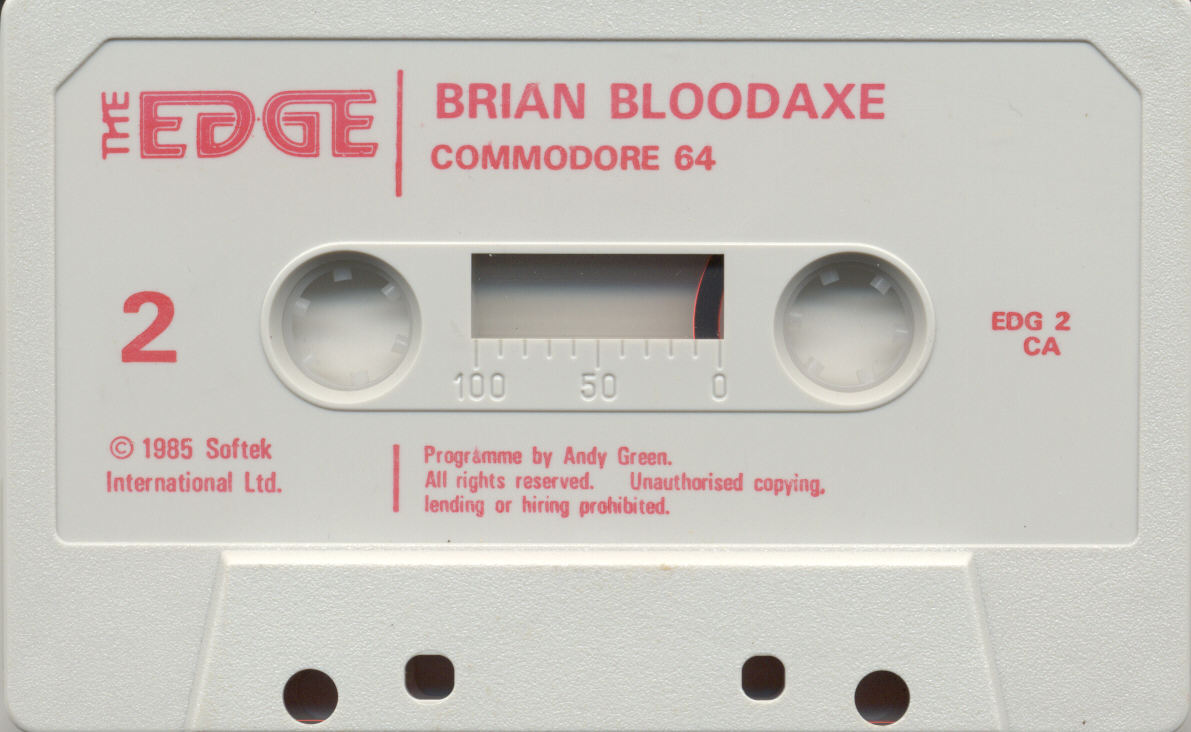 THE EDGE
BRIAN BLOODAXE
COMMODORE 64
2
100 50 0
EDG 2
CA
© 1985 Softek
International Ltd.
Programme by Andy Green.
All rights reserved. Unauthorised copying,
lending or hiring prohibited.